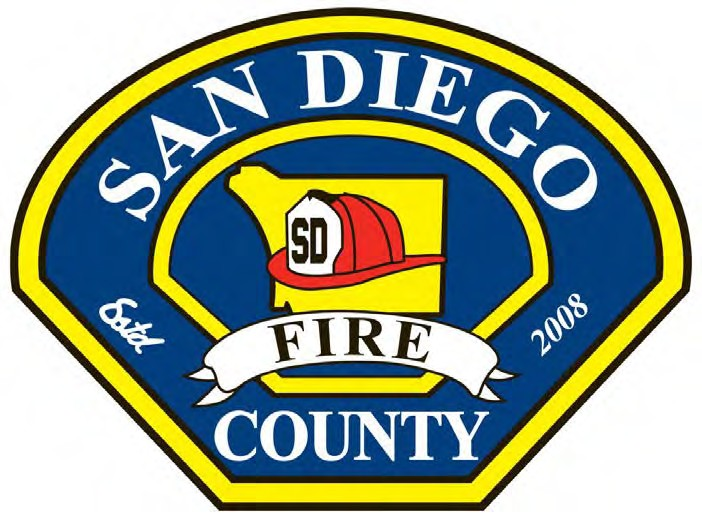 SAN DIEGO
SD
Estd
2008
FIRE
COUNTY